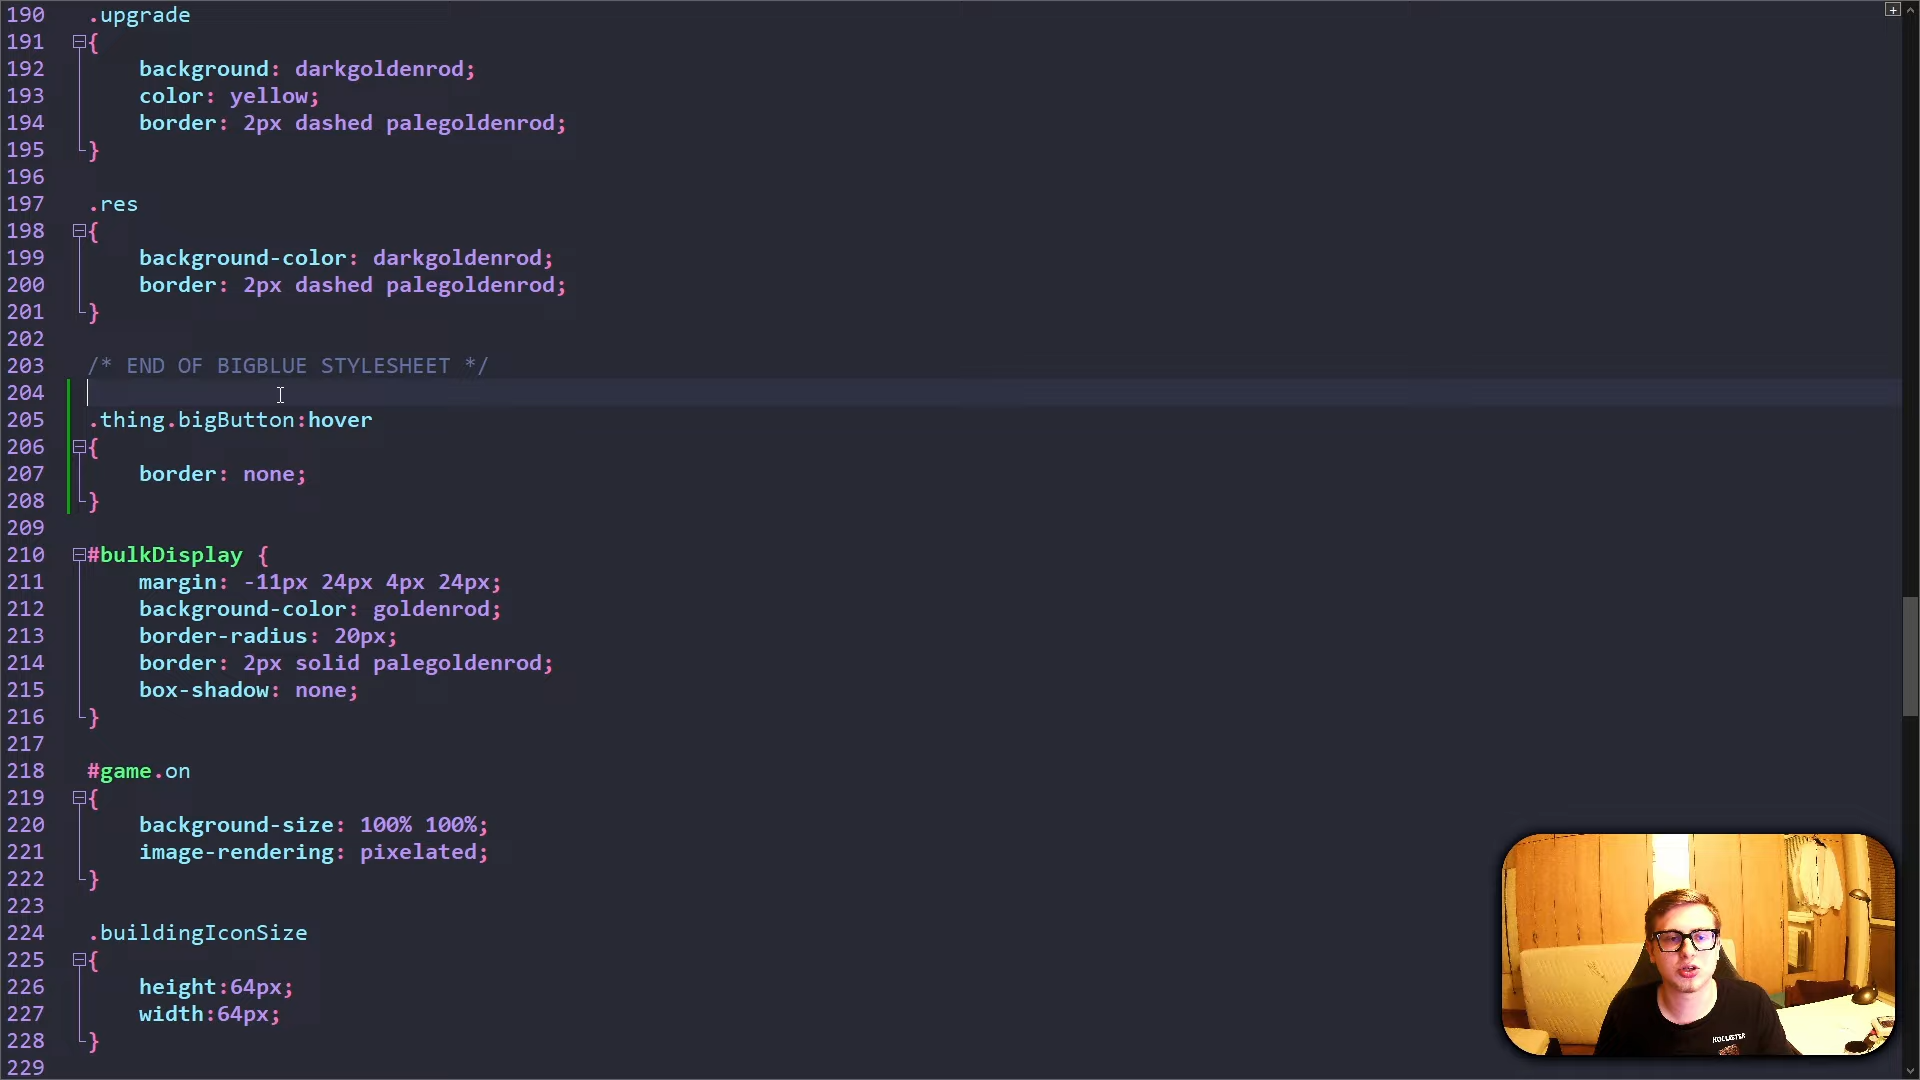 190 .upgrade
191 {
192 background: darkgoldenrod;
193 color: yellow;
194 border: 2px dashed palegoldenrod;
195 }
196
197 .res
198 {
199 background-color: darkgoldenrod;
200 border: 2px dashed palegoldenrod;
201 }
202
203 /* END OF BIGBLUE STYLESHEET */
204
205 .thing.bigButton:hover
206 {
207 border: none;
208 }
209
210 #bulkDisplay {
211 margin: -11px 24px 4px 24px;
212 background-color: goldenrod;
213 border-radius: 20px;
214 border: 2px solid palegoldenrod;
215 box-shadow: none;
216 }
217
218 #game.on
219 {
220 background-size: 100% 100%;
221 image-rendering: pixelated;
222 }
223
224 .buildingIconSize
225 {
226 height:64px;
227 width:64px;
228 }
229
HOLLISTER